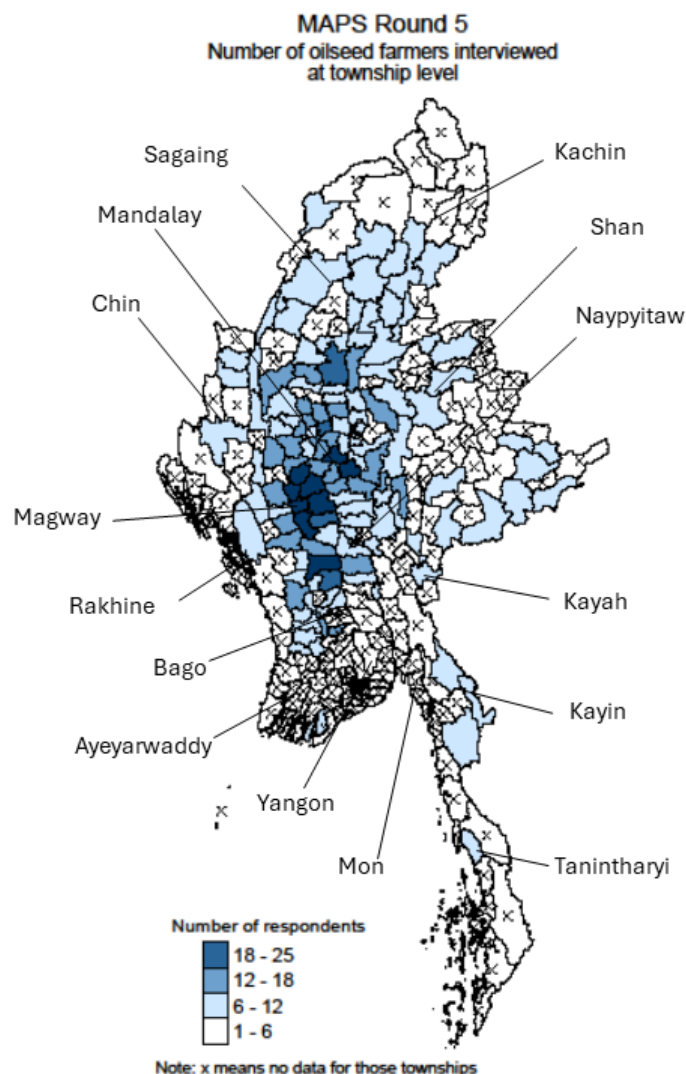 MAPS Round 5
Number of oilseed farmers interviewed
at township level
Sagaing
Kachin
Mandalay
Shan
Chin
Naypyitaw
Magway
Rakhine
Kayah
Bago
Kayin
Ayeyarwaddy
Yangon
Mon
Tanintharyi
Number of respondents
18 - 25
12 - 18
6 - 12
1 - 6
Note: x means no data for those townships